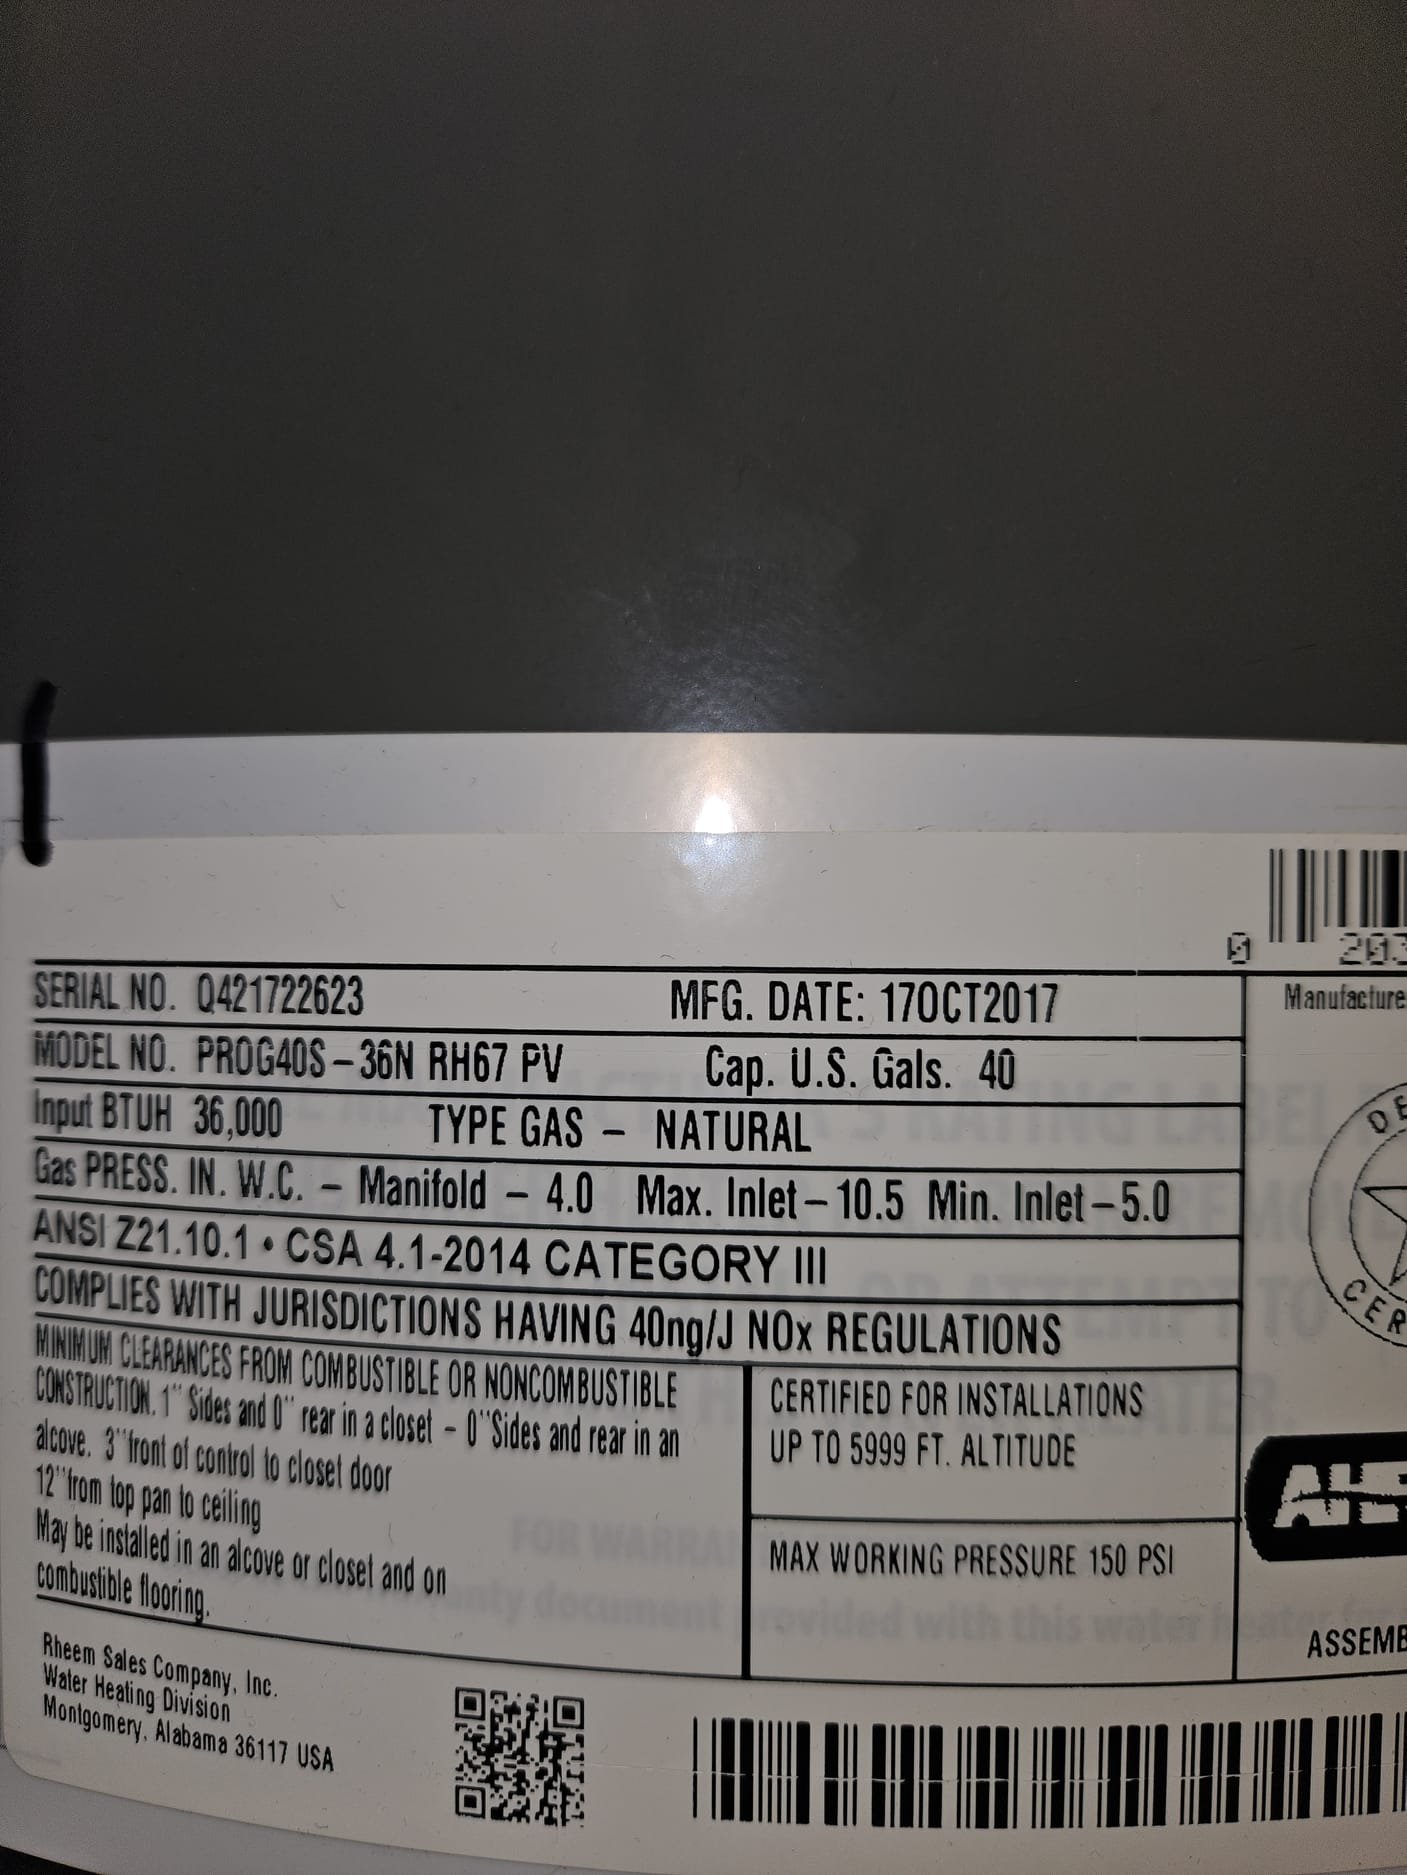 0 203
SERIAL NO. Q421722623 MFG. DATE: 17OCT2017
Manufacture
MODEL NO. PROG40S-36N RH67 PV Cap. U.S. Gals. 40
Input BTUH 36,000 TYPE GAS - NATURAL
Gas PRESS. IN. W.C. - Manifold - 4.0 Max. Inlet-10.5 Min. Inlet-5.0
ANSI Z21.10.1 • CSA 4.1-2014 CATEGORY III
COMPLIES WITH JURISDICTIONS HAVING 40ng/J NOx REGULATIONS
MINIMUM CLEARANCES FROM COMBUSTIBLE OR NONCOMBUSTIBLE
CONSTRUCTION. 1" Sides and 0" rear in a closet - 0"Sides and rear in an
alcove. 3"front of control to closet door
12"from top pan to ceiling
May be installed in an alcove or closet and on
combustible flooring.
CERTIFIED FOR INSTALLATIONS
UP TO 5999 FT. ALTITUDE
MAX WORKING PRESSURE 150 PSI
DE
CER
ASSEMB
Rheem Sales Company, Inc.
Water Heating Division
Montgomery, Alabama 36117 USA